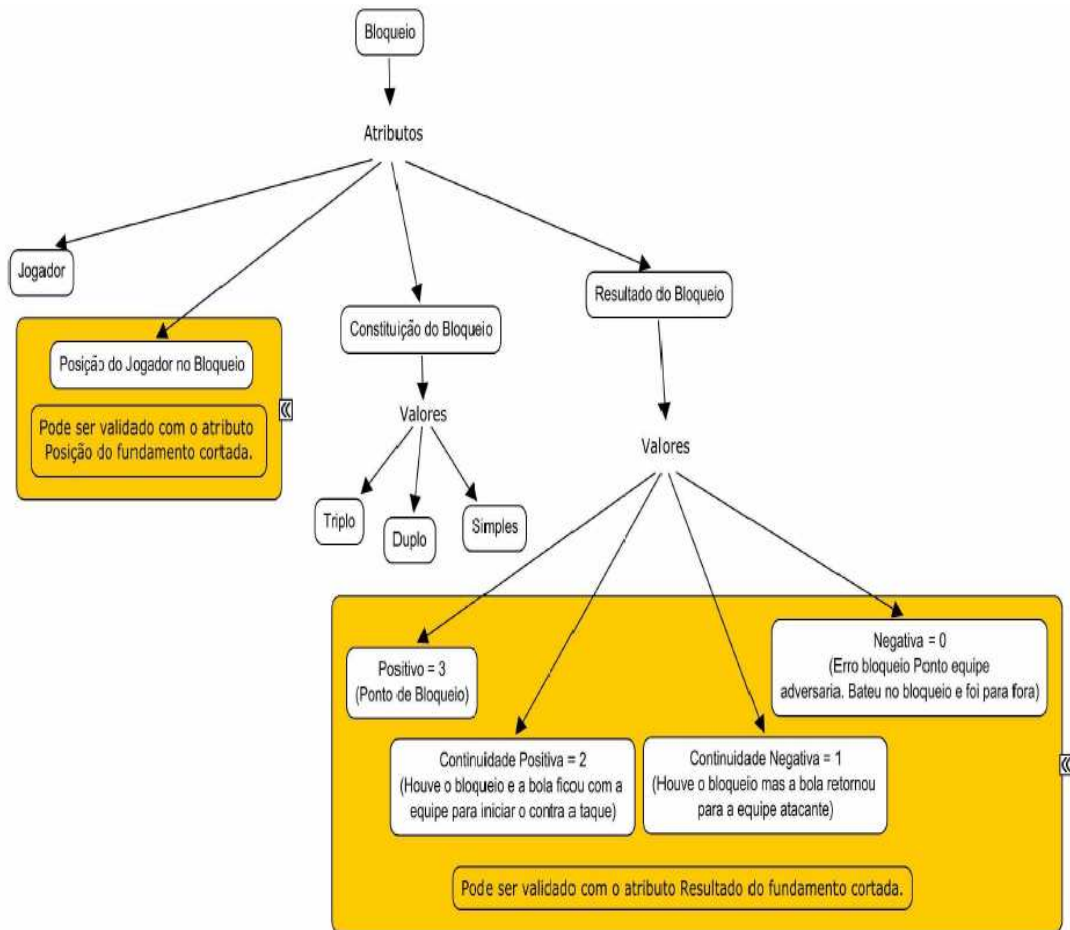 Bloqueio
Atributos
Jogador
Resultado do Bloqueio
Constituição do Bloqueio
Posição do Jogador no Bloqueio
Pode ser validado com o atributo
Posição do fundamento cortada.
Valores
Valores
Triplo
Duplo
Simples
Positivo = 3
(Ponto de Bloqueio)
Negativa = 0
(Erro bloqueio Ponto equipe
adversaria. Bateu no bloqueio e foi para fora)
Continuidade Positiva = 2
(Houve o bloqueio e a bola ficou com a
equipe para iniciar o contra a taque)
Continuidade Negativa = 1
(Houve o bloqueio mas a bola retornou
para a equipe atacante)
Pode ser validado com o atributo Resultado do fundamento cortada.